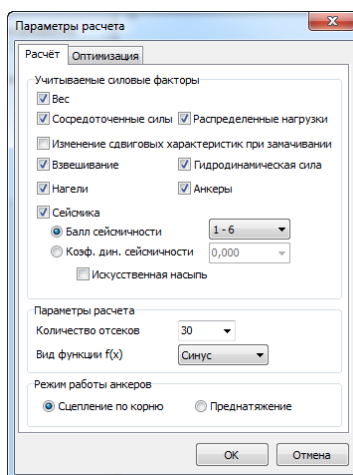 Параметры расчета
Расчёт Оптимизация
Учитываемые силовые факторы
Вес
Сосредоточенные силы Распределенные нагрузки
Изменение сдвиговых характеристик при замачивании
Взвешивание Гидродинамическая сила
Нагели Анкеры
Сейсмика
Балл сейсмичности 1 - 6
Коэф. дин. сейсмичности 0,000
Искусственная насыпь
Параметры расчета
Количество отсеков 30
Вид функции f(x) Синус
Режим работы анкеров
Сцепление по корню Преднатяжение
ОК Отмена